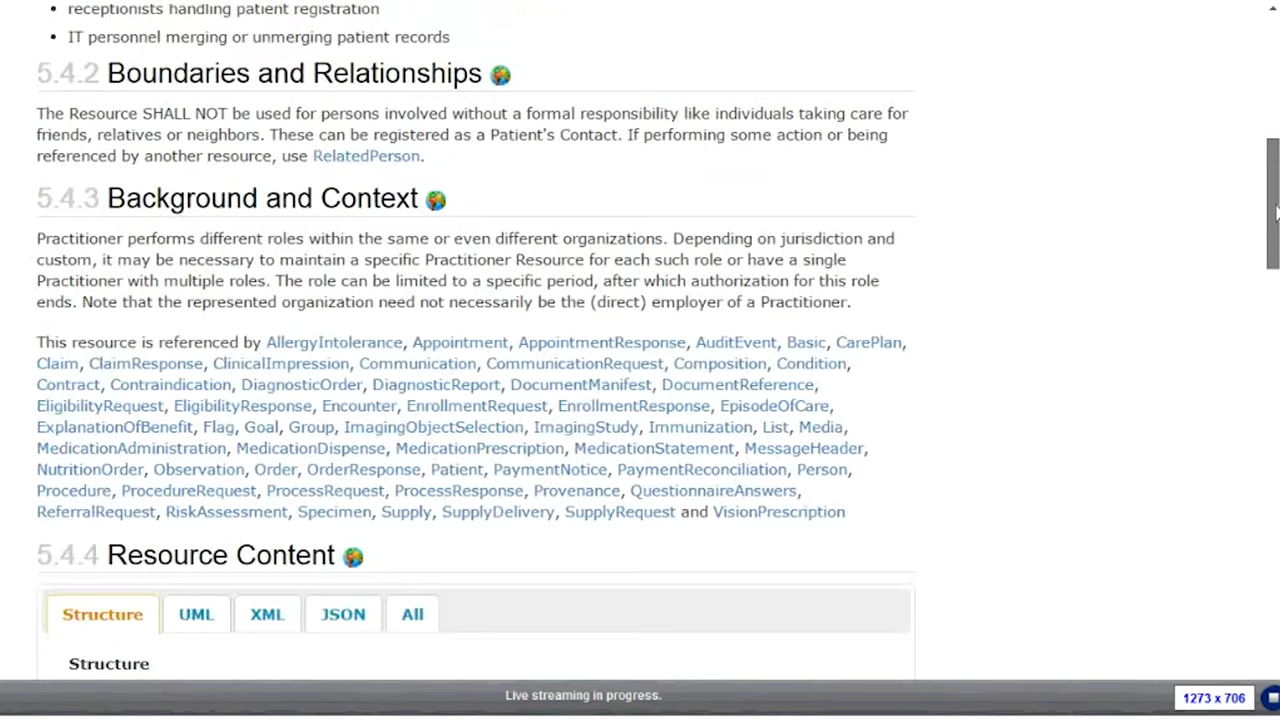 receptionists handling patient registration
IT personnel merging or unmerging patient records
5.4.2 Boundaries and Relationships
The Resource SHALL NOT be used for persons involved without a formal responsibility like individuals taking care for
friends, relatives or neighbors. These can be registered as a Patient's Contact. If performing some action or being
referenced by another resource, use RelatedPerson.
5.4.3 Background and Context
Practitioner performs different roles within the same or even different organizations. Depending on jurisdiction and
custom, it may be necessary to maintain a specific Practitioner Resource for each such role or have a single
Practitioner with multiple roles. The role can be limited to a specific period, after which authorization for this role
ends. Note that the represented organization need not necessarily be the (direct) employer of a Practitioner.
This resource is referenced by AllergyIntolerance, Appointment, AppointmentResponse, AuditEvent, Basic, CarePlan,
Claim, ClaimResponse, ClinicalImpression, Communication, CommunicationRequest, Composition, Condition,
Contract, Contraindication, DiagnosticOrder, DiagnosticReport, DocumentManifest, DocumentReference,
EligibilityRequest, EligibilityResponse, Encounter, EnrollmentRequest, EnrollmentResponse, EpisodeOfCare,
ExplanationOfBenefit, Flag, Goal, Group, ImagingObjectSelection, ImagingStudy, Immunization, List, Media,
MedicationAdministration, MedicationDispense, MedicationPrescription, MedicationStatement, MessageHeader,
NutritionOrder, Observation, Order, OrderResponse, Patient, PaymentNotice, PaymentReconciliation, Person,
Procedure, ProcedureRequest, ProcessRequest, ProcessResponse, Provenance, QuestionnaireAnswers,
ReferralRequest, RiskAssessment, Specimen, Supply, SupplyDelivery, SupplyRequest and VisionPrescription
5.4.4 Resource Content
Structure UML XML JSON All
Structure
Live streaming in progress.
1273 x 706